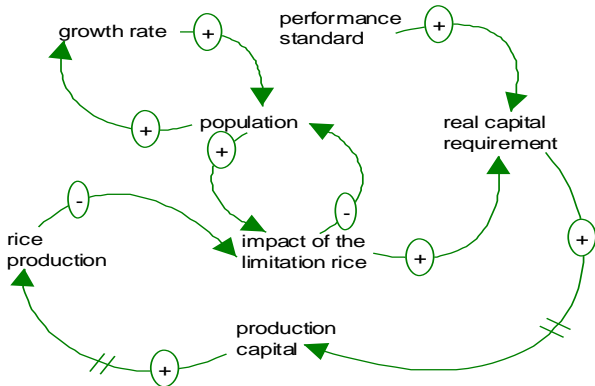 growth rate
+
performance
standard
+
+
population
+
real capital
requirement
-
-
rice
production
impact of the
limitation rice
+
+
production
capital
+